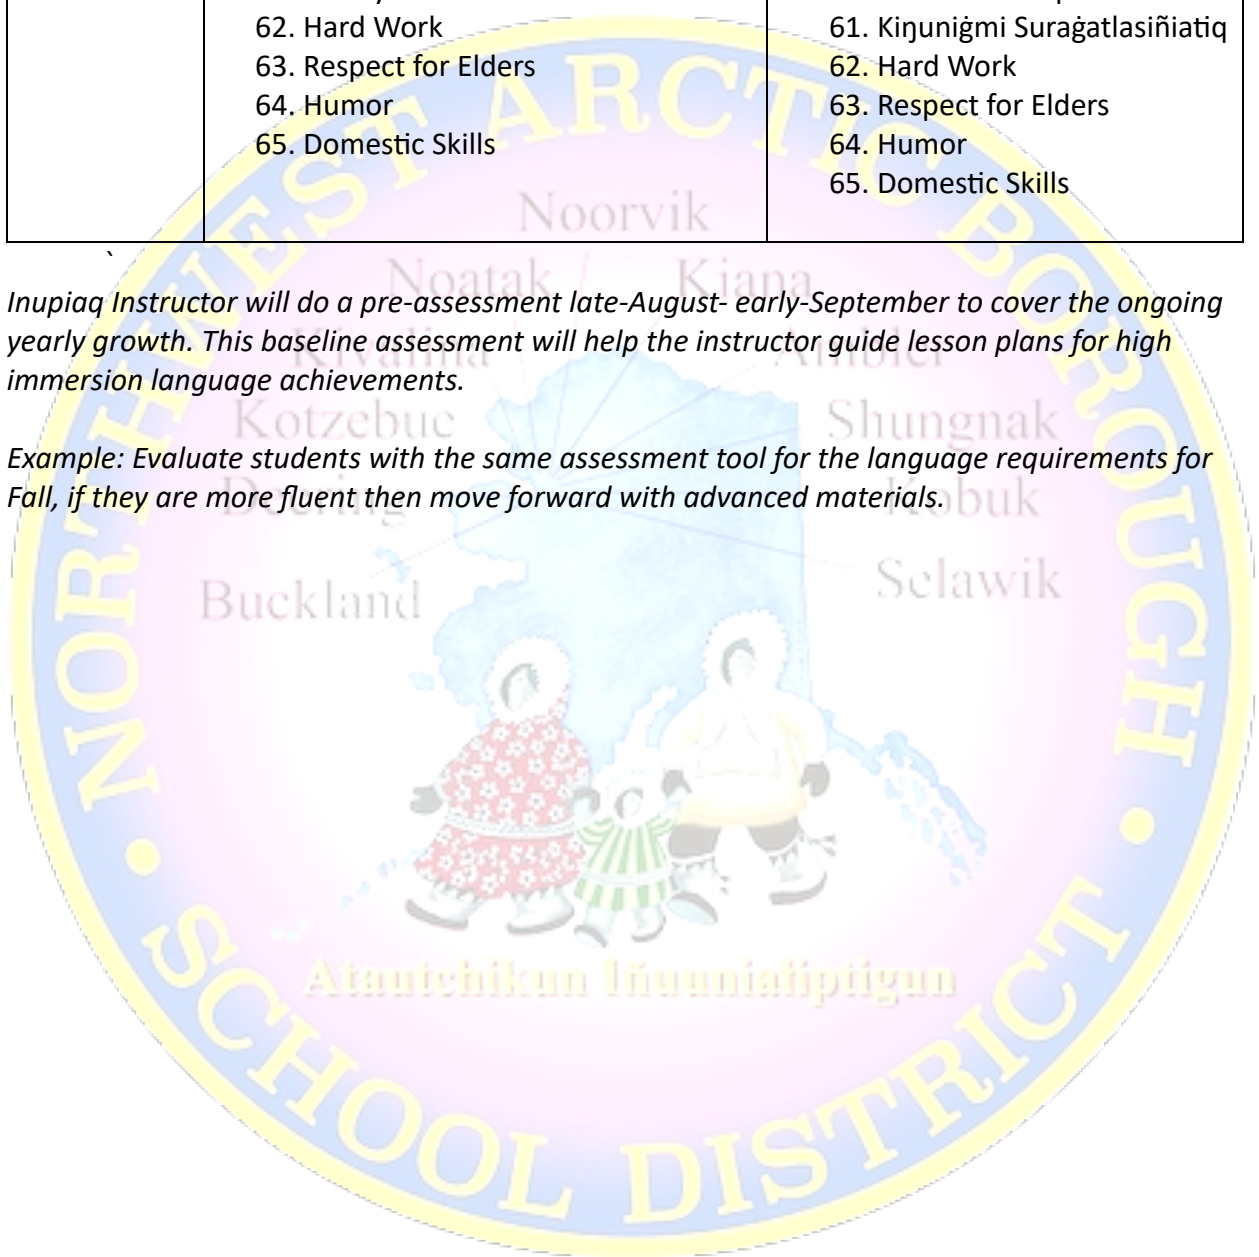 62. Hard Work
63. Respect for Elders
64. Humor
65. Domestic Skills
61. Kiŋuniġmi Suraġatlasiñiatiq
62. Hard Work
63. Respect for Elders
64. Humor
65. Domestic Skills
`
Inupiaq Instructor will do a pre-assessment late-August- early-September to cover the ongoing
yearly growth. This baseline assessment will help the instructor guide lesson plans for high
immersion language achievements.
Example: Evaluate students with the same assessment tool for the language requirements for
Fall, if they are more fluent then move forward with advanced materials.
NORTHWEST ARCTIC BOROUGH
Noorvik
Noatak
Kiana
Kivalina
Ambler
Kotzebue
Shungnak
Deering
Kobuk
Buckland
Selawik
Atautchikun Iñuunialiptigun
SCHOOL DISTRICT